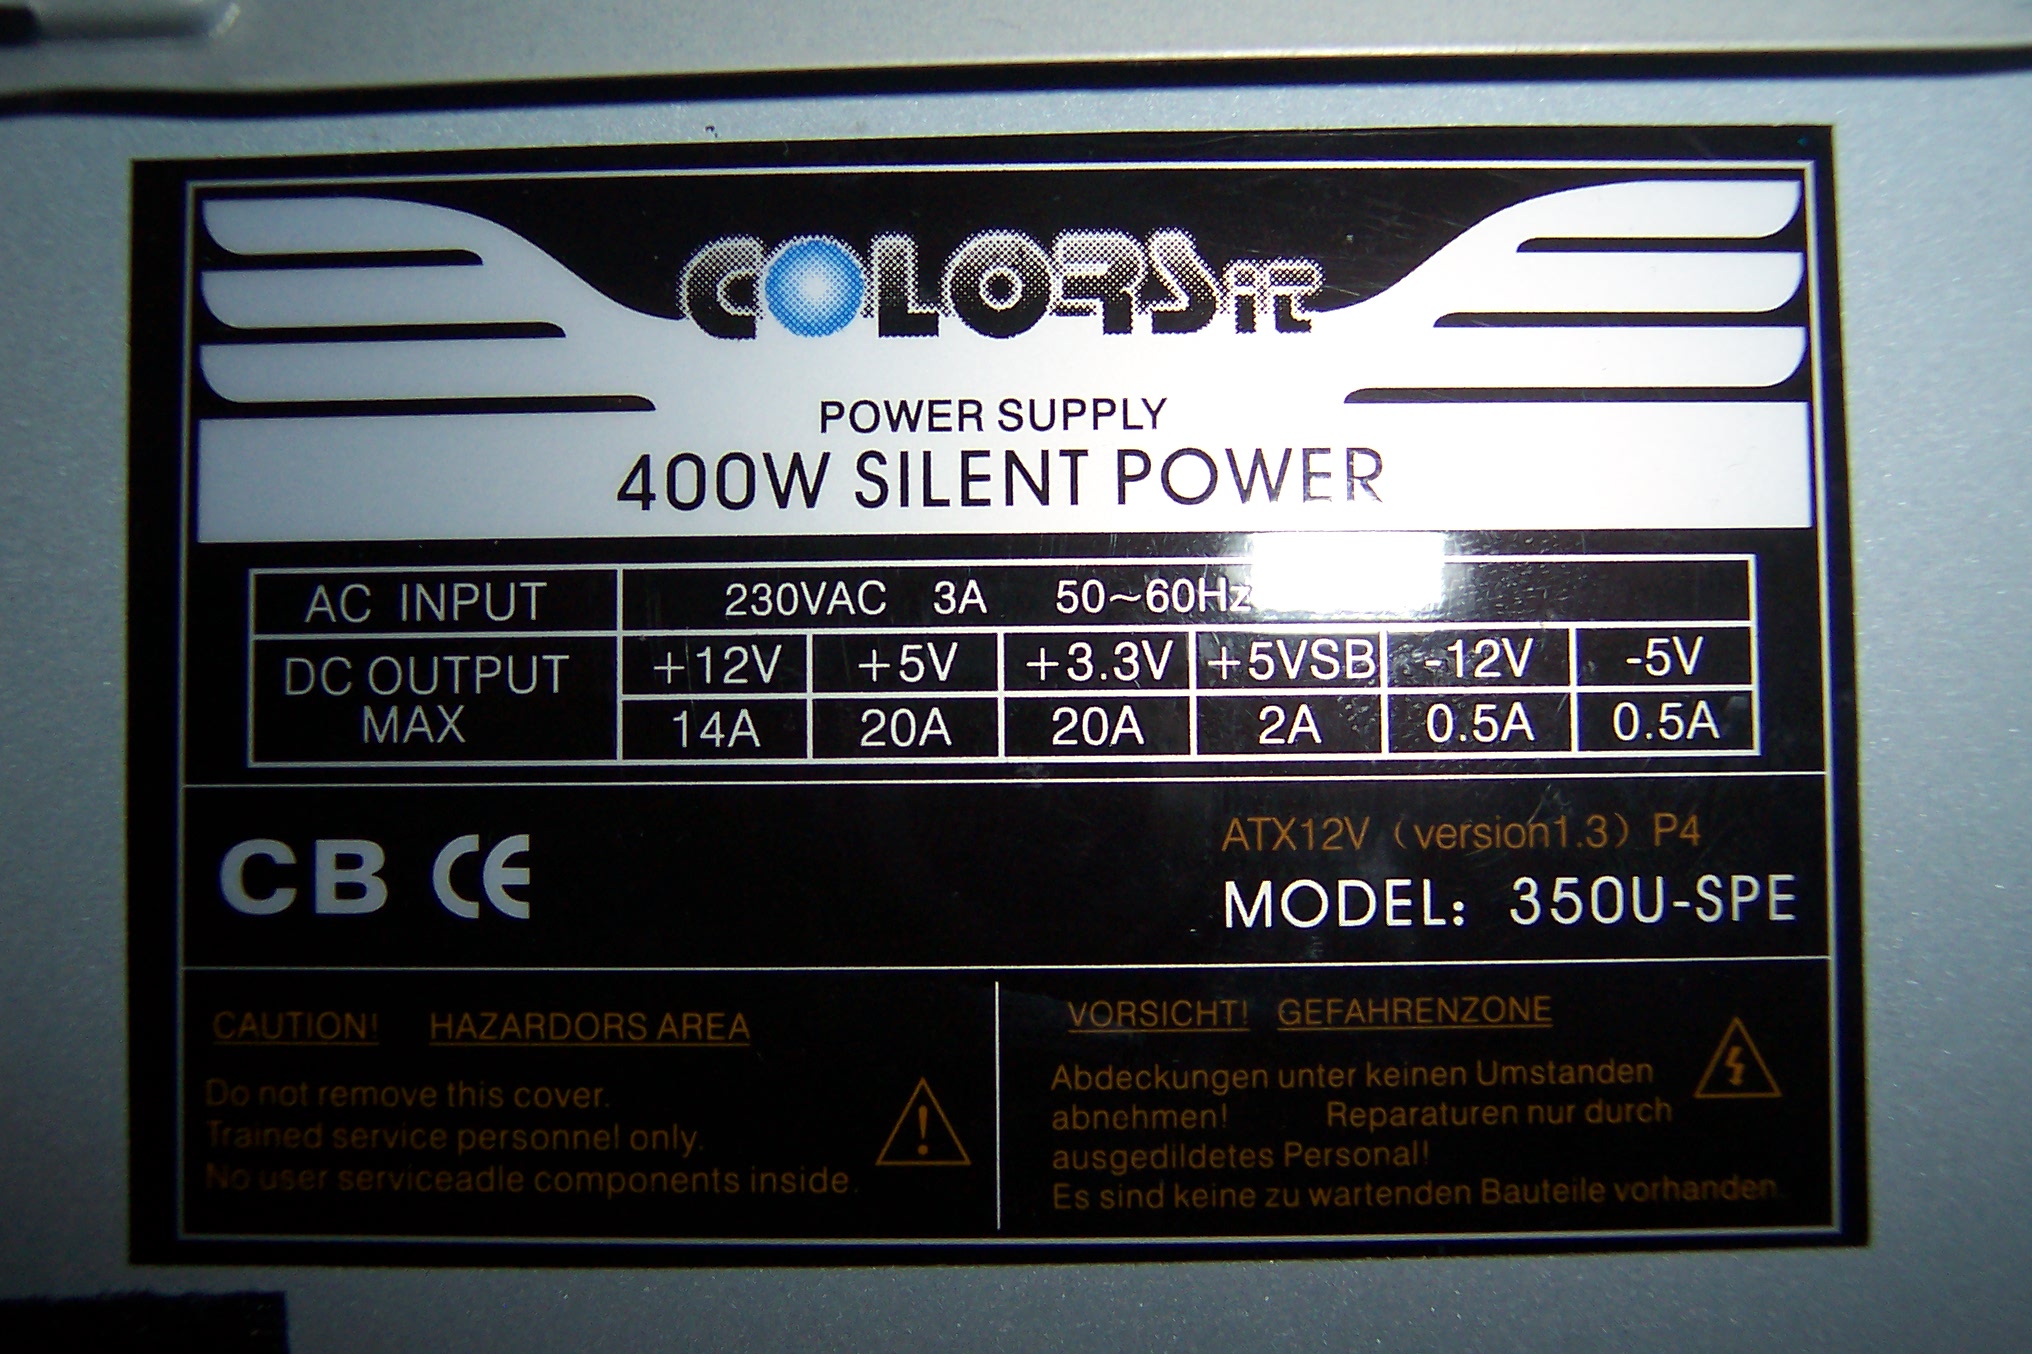 COLORSit
POWER SUPPLY
400W SILENT POWER
AC INPUT 230VAC 3A 50~60Hz
DC OUTPUT MAX +12V +5V +3.3V +5VSB -12V -5V
14A 20A 20A 2A 0.5A 0.5A
CB CE
ATX12V (version1.3) P4
MODEL: 350U-SPE
CAUTION! HAZARDORS AREA
Do not remove this cover.
Trained service personnel only.
No user serviceadle components inside.
VORSICHT! GEFAHRENZONE
Abdeckungen unter keinen Umstanden
abnehmen! Reparaturen nur durch
ausgedildetes Personal!
Es sind keine zu wartenden Bauteile vorhanden.